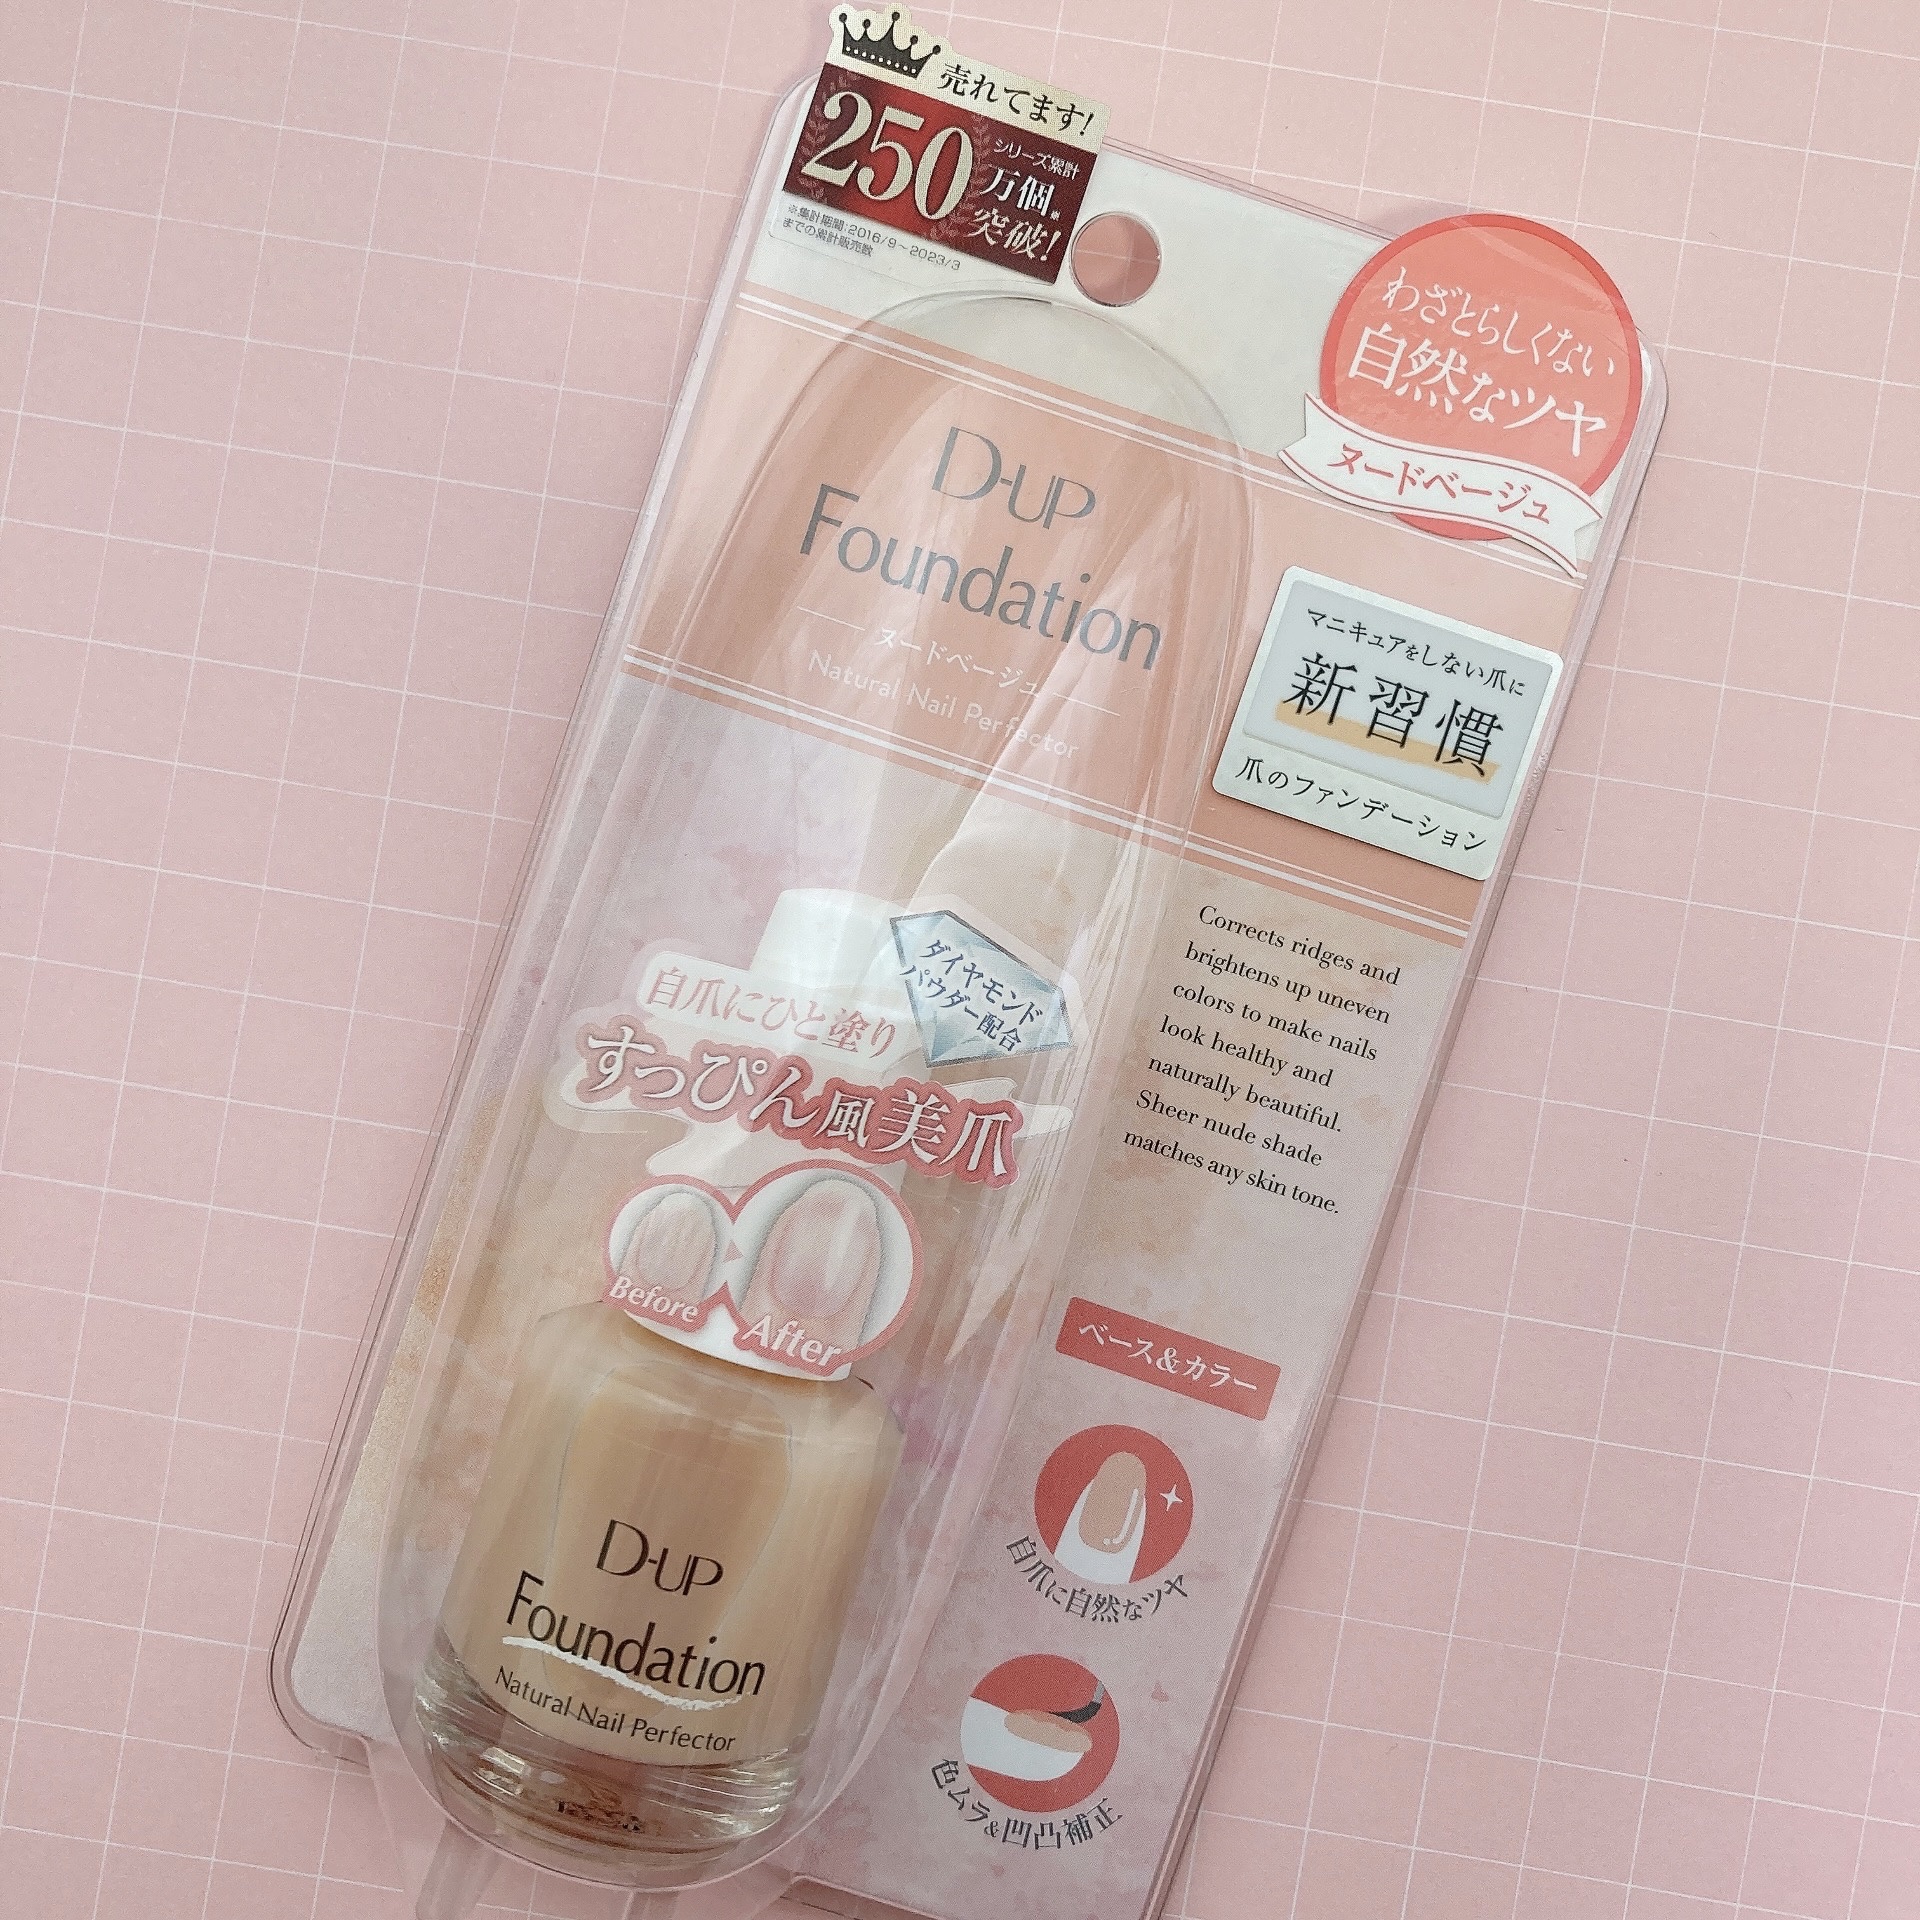 売れてます!
シリーズ累計
250万個※
突破!
※集計期間:2016/9~2023/3
までの累計販売数
わざとらしくない
自然なツヤ
ヌードベージュ
D-UP
Foundation
ヌードベージュ
Natural Nail Perfector
マニキュアをしない爪に
新習慣
爪のファンデーション
Corrects ridges and
brightens up uneven
colors to make nails
look healthy and
naturally beautiful.
Sheer nude shade
matches any skin tone.
ダイヤモンド
パウダー配合
自爪にひと塗り
すっぴん風美爪
Before
After
ベース&カラー
自爪に自然なツヤ
色ムラ&凹凸補正
D-UP
Foundation
Natural Nail Perfector